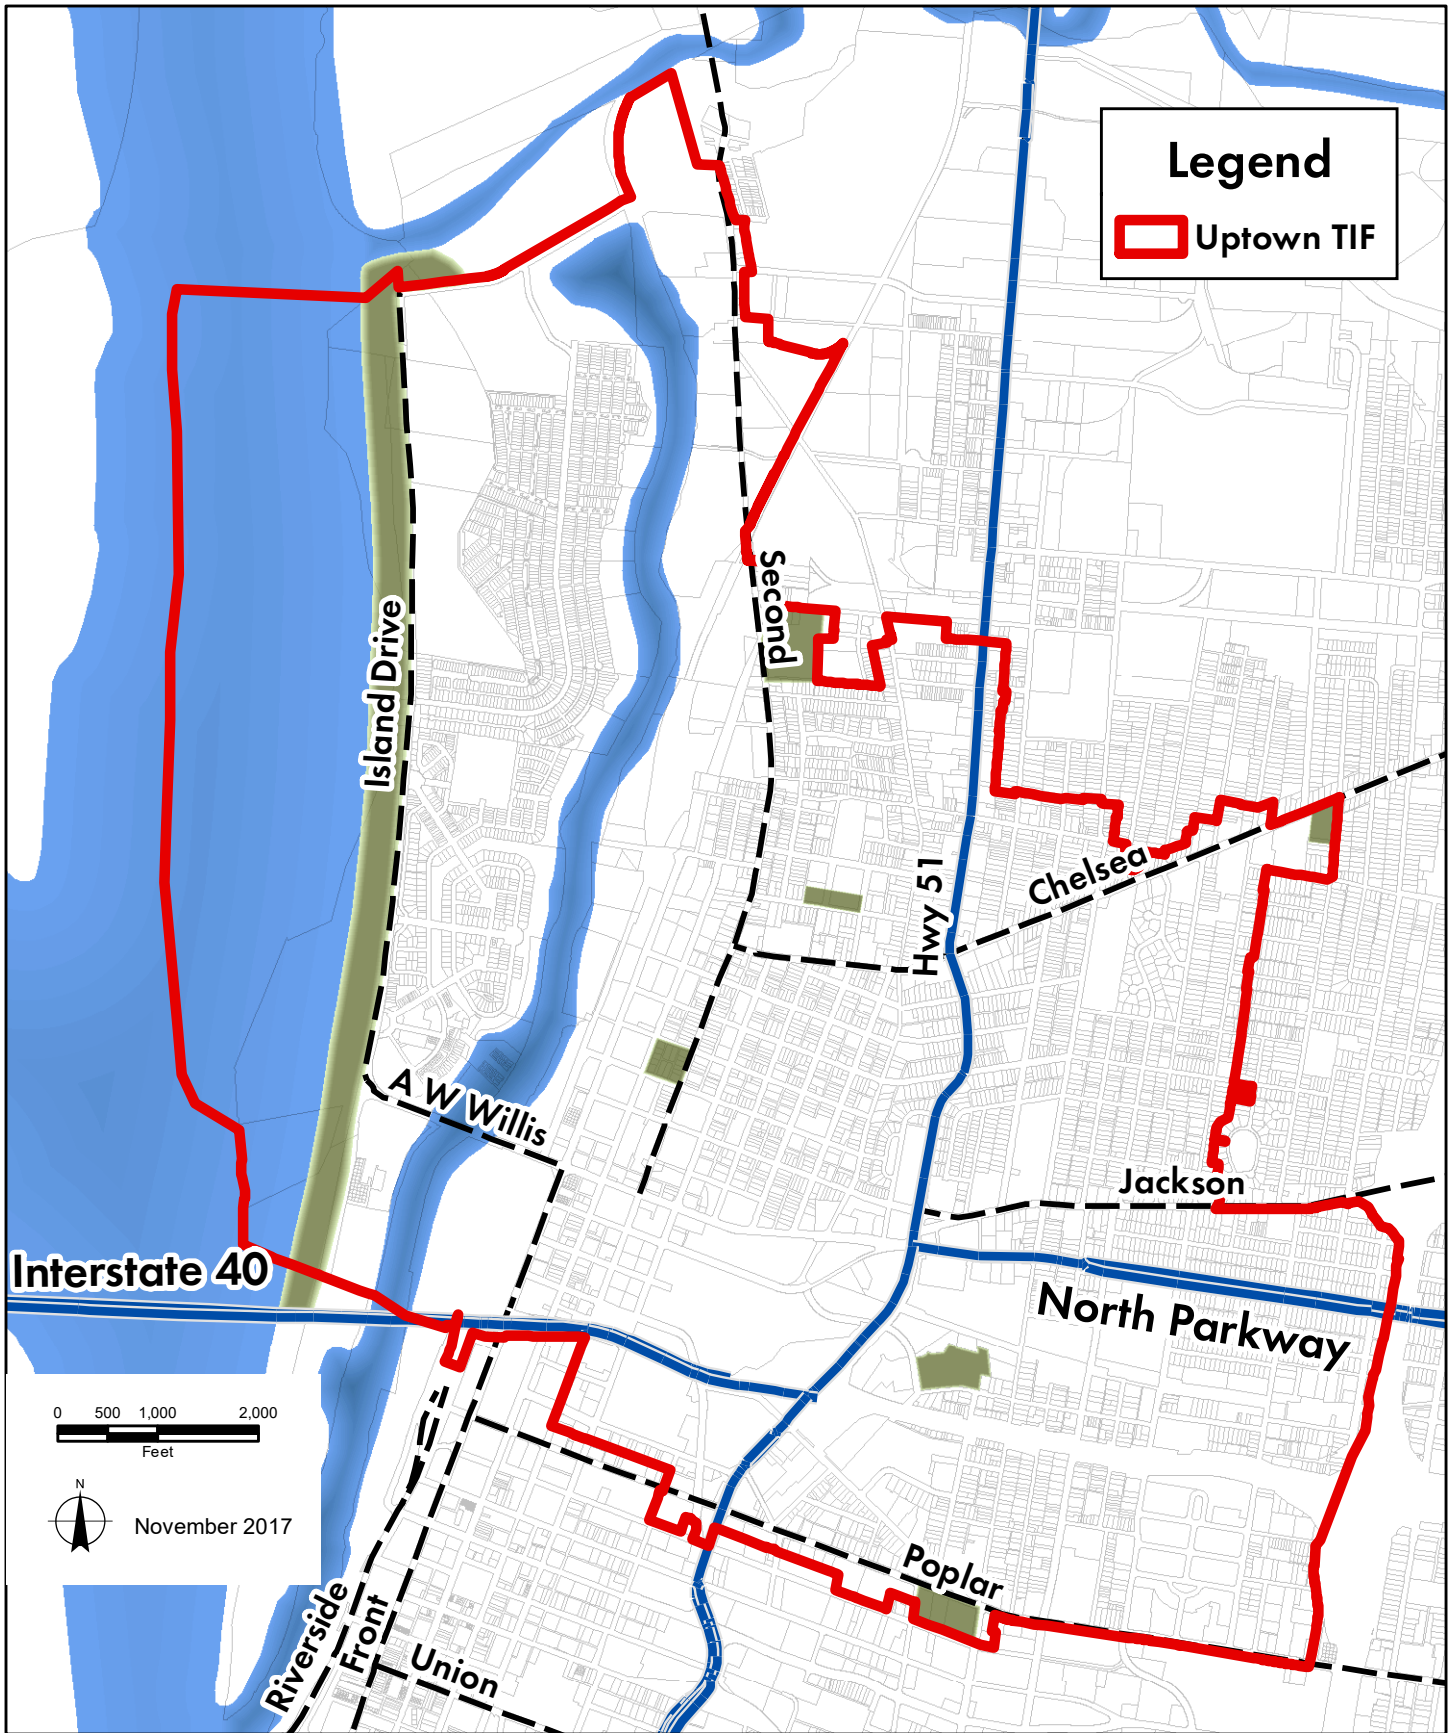 Legend
Uptown TIF
Second
Island Drive
Chelsea
Hwy 51
A W Willis
Jackson
Interstate 40
North Parkway
0 500 1,000 2,000
Feet
N
November 2017
Poplar
Riverside
Front
Union